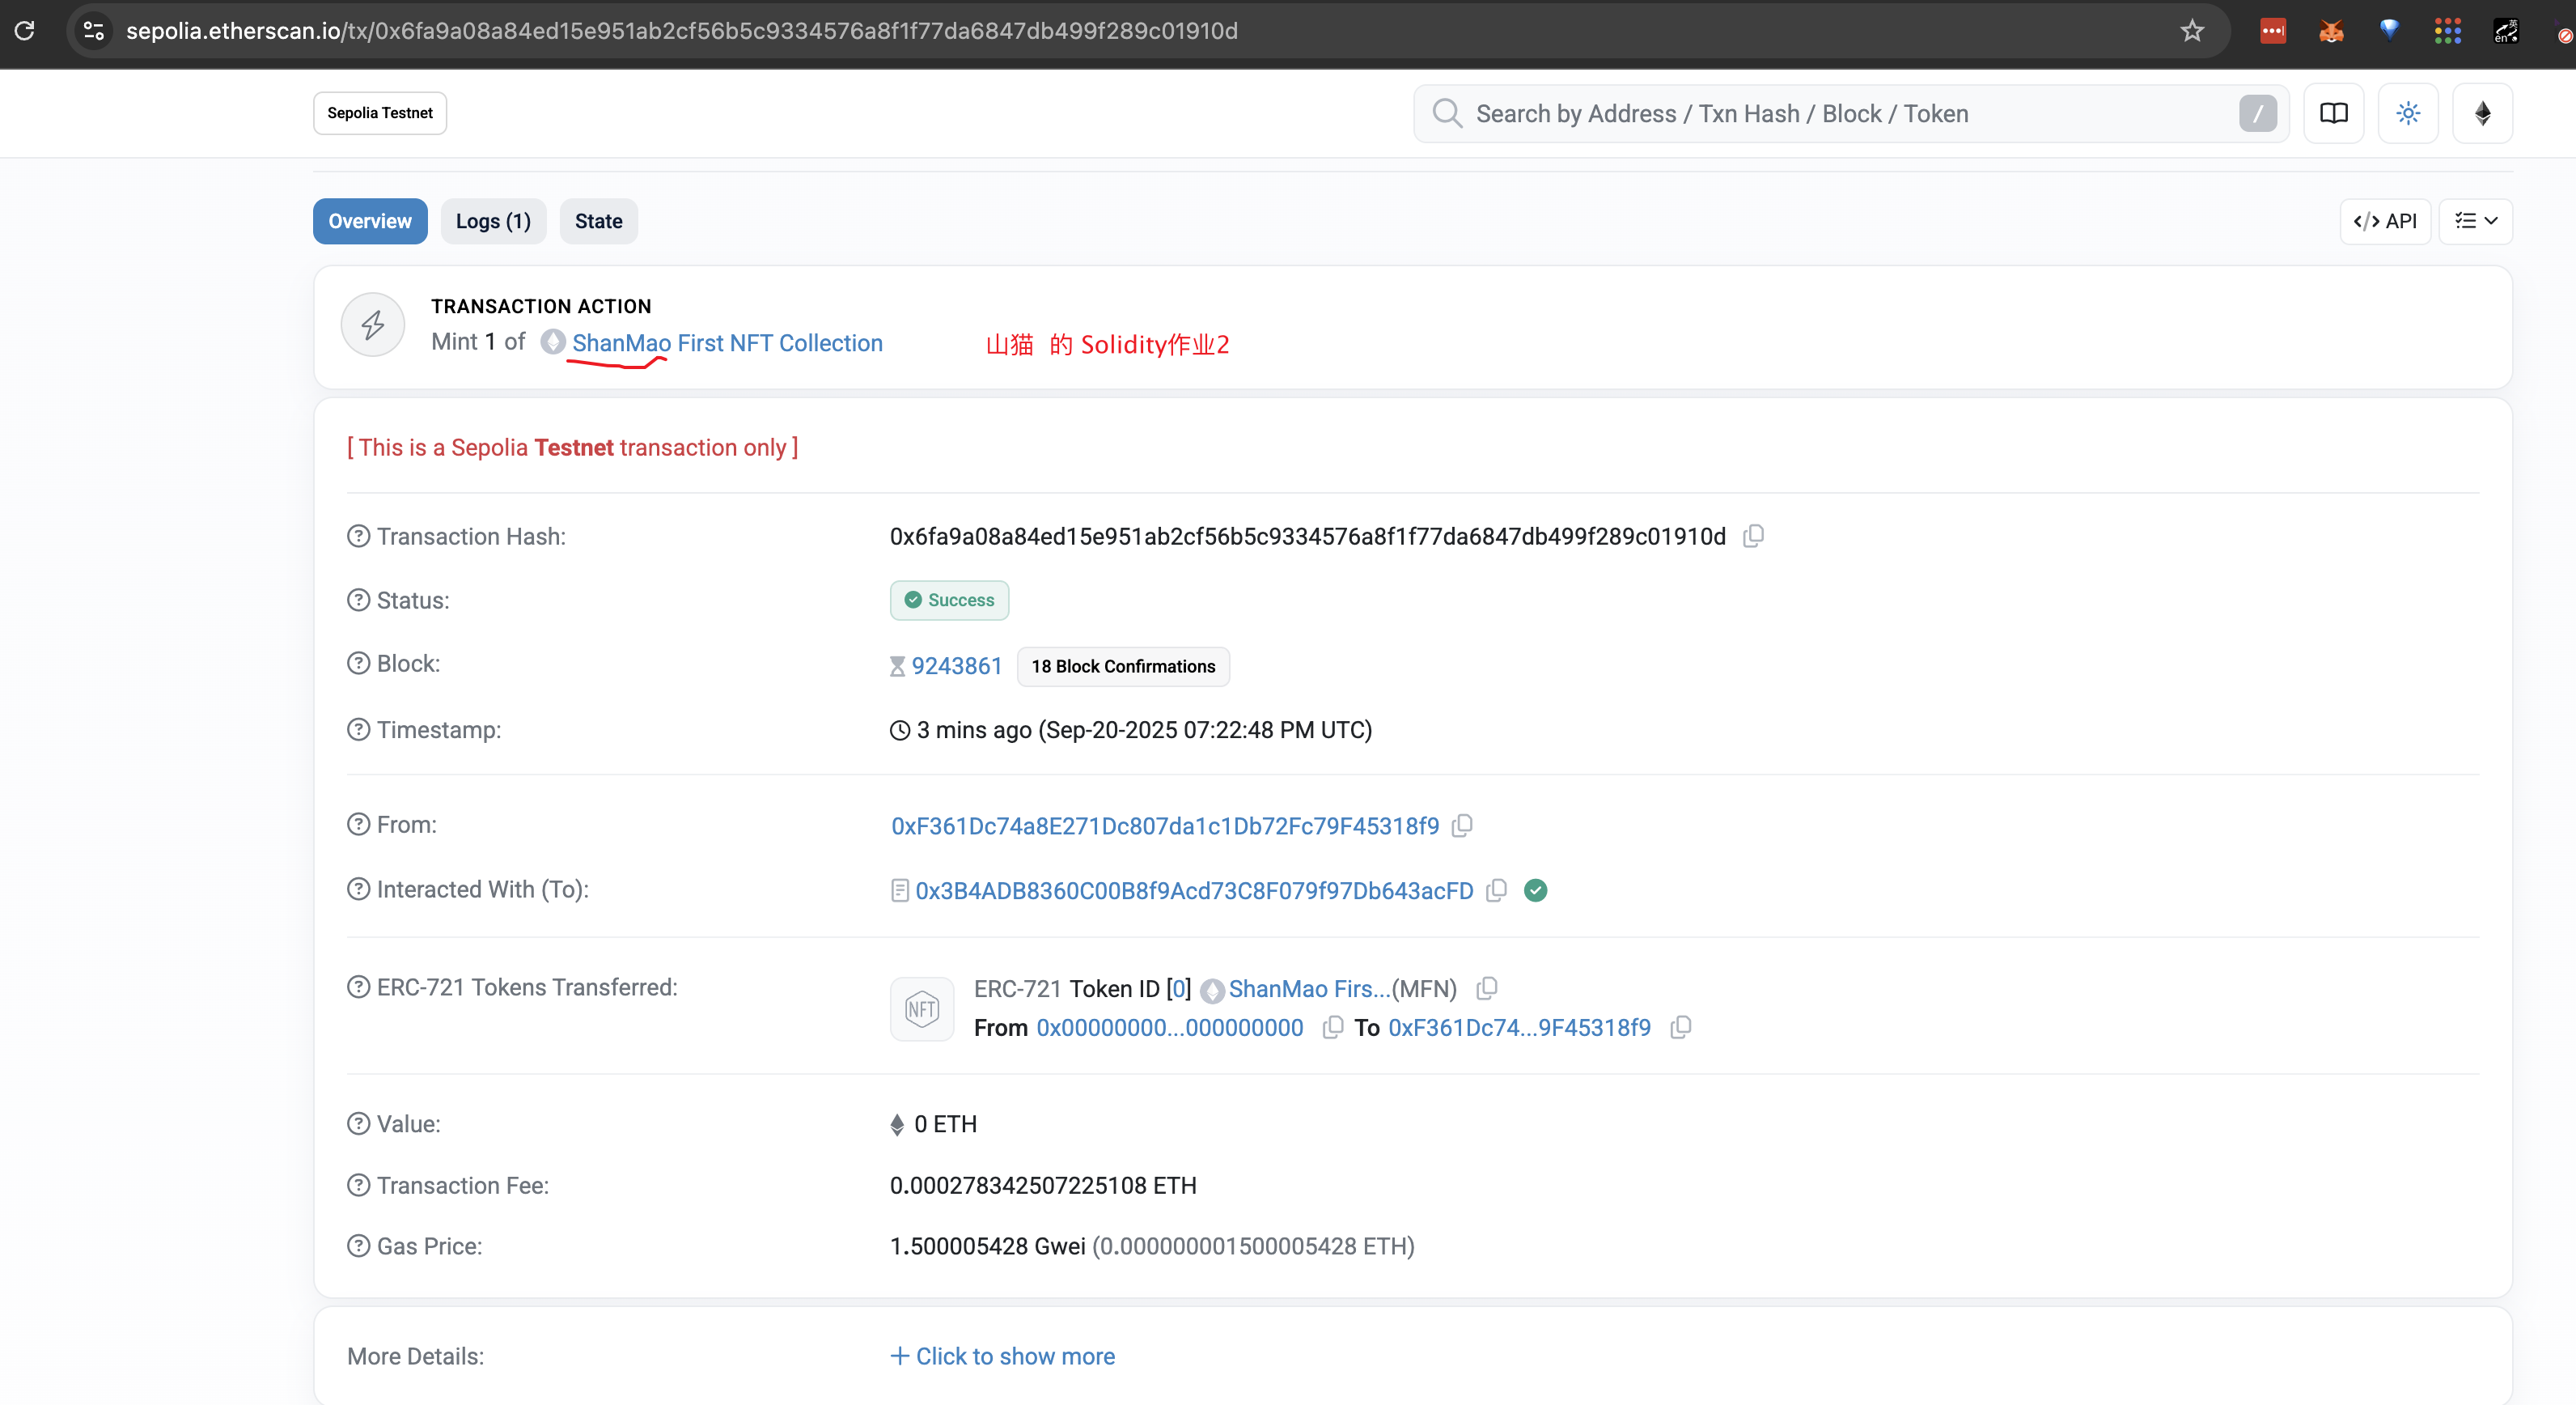 sepolia.etherscan.io/tx/0x6fa9a08a84ed15e951ab2cf56b5c9334576a8f1f77da6847db499f289c01910d
en 英
Sepolia Testnet
Search by Address / Txn Hash / Block / Token /
Overview Logs (1) State </> API
TRANSACTION ACTION
Mint 1 of ShanMao First NFT Collection 山猫 的 Solidity作业2
[ This is a Sepolia Testnet transaction only ]
Transaction Hash: 0x6fa9a08a84ed15e951ab2cf56b5c9334576a8f1f77da6847db499f289c01910d
Status: Success
Block: 9243861 18 Block Confirmations
Timestamp: 3 mins ago (Sep-20-2025 07:22:48 PM UTC)
From: 0xF361Dc74a8E271Dc807da1c1Db72Fc79F45318f9
Interacted With (To): 0x3B4ADB8360C00B8f9Acd73C8F079f97Db643acFD
ERC-721 Tokens Transferred: NFT ERC-721 Token ID [0] ShanMao Firs...(MFN)
From 0x00000000...000000000 To 0xF361Dc74...9F45318f9
Value: 0 ETH
Transaction Fee: 0.000278342507225108 ETH
Gas Price: 1.500005428 Gwei (0.000000001500005428 ETH)
More Details: + Click to show more